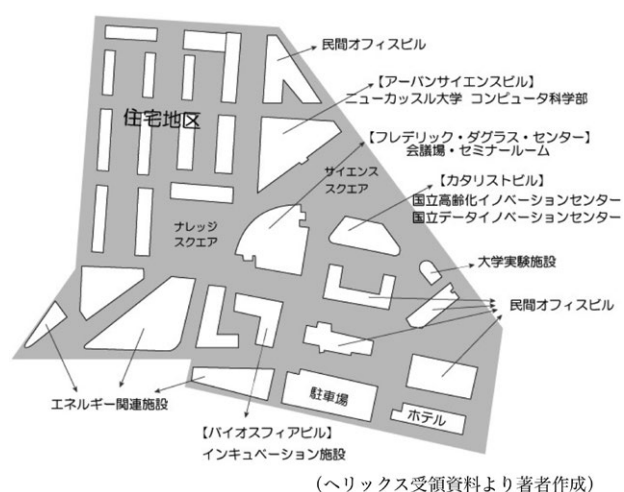 民間オフィスビル
【アーバンサイエンスビル】
ニューカッスル大学 コンピュータ科学部
住宅地区
【フレデリック・ダグラス・センター】
会議場・セミナールーム
サイエンス
スクエア
【カタリストビル】
国立高齢化イノベーションセンター
国立データイノベーションセンター
ナレッジ
スクエア
大学実験施設
民間オフィスビル
エネルギー関連施設
駐車場
ホテル
【バイオスフィアビル】
インキュベーション施設
（ヘリックス受領資料より著者作成）